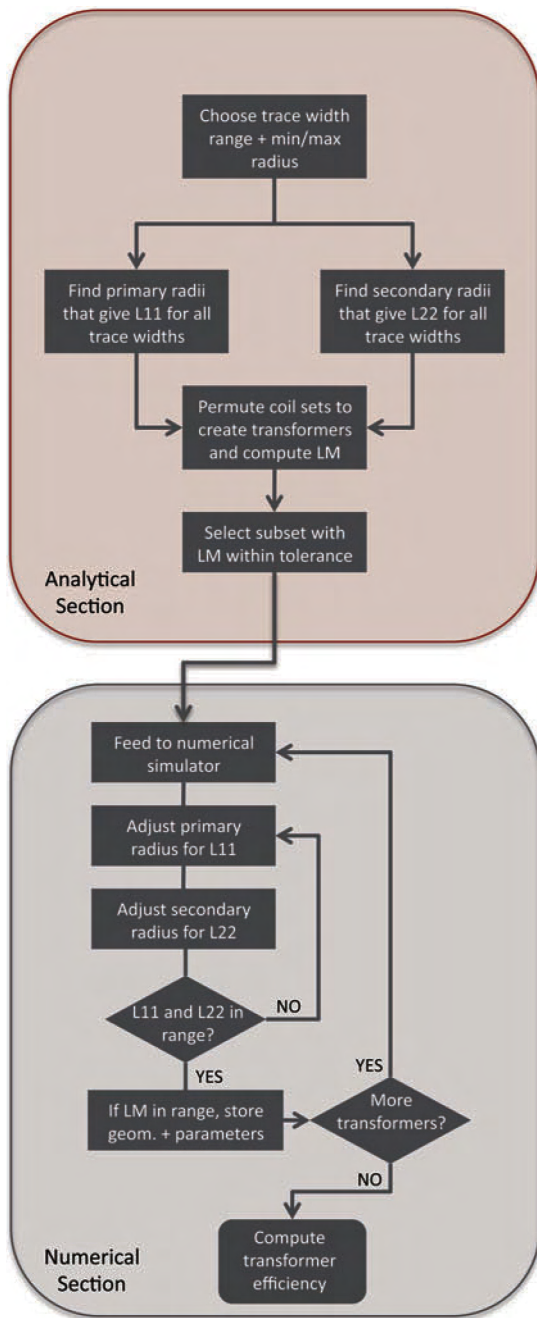 Choose trace width
range + min/max
radius
Find primary radii
that give L11 for all
trace widths
Find secondary radii
that give L22 for all
trace widths
Permute coil sets to
create transformers
and compute LM
Select subset with
LM within tolerance
Analytical
Section
Feed to numerical
simulator
Adjust primary
radius for L11
Adjust secondary
radius for L22
L11 and L22 in
range?
NO
YES
If LM in range, store
geom. + parameters
More
transformers?
YES
NO
Compute
transformer
efficiency
Numerical
Section